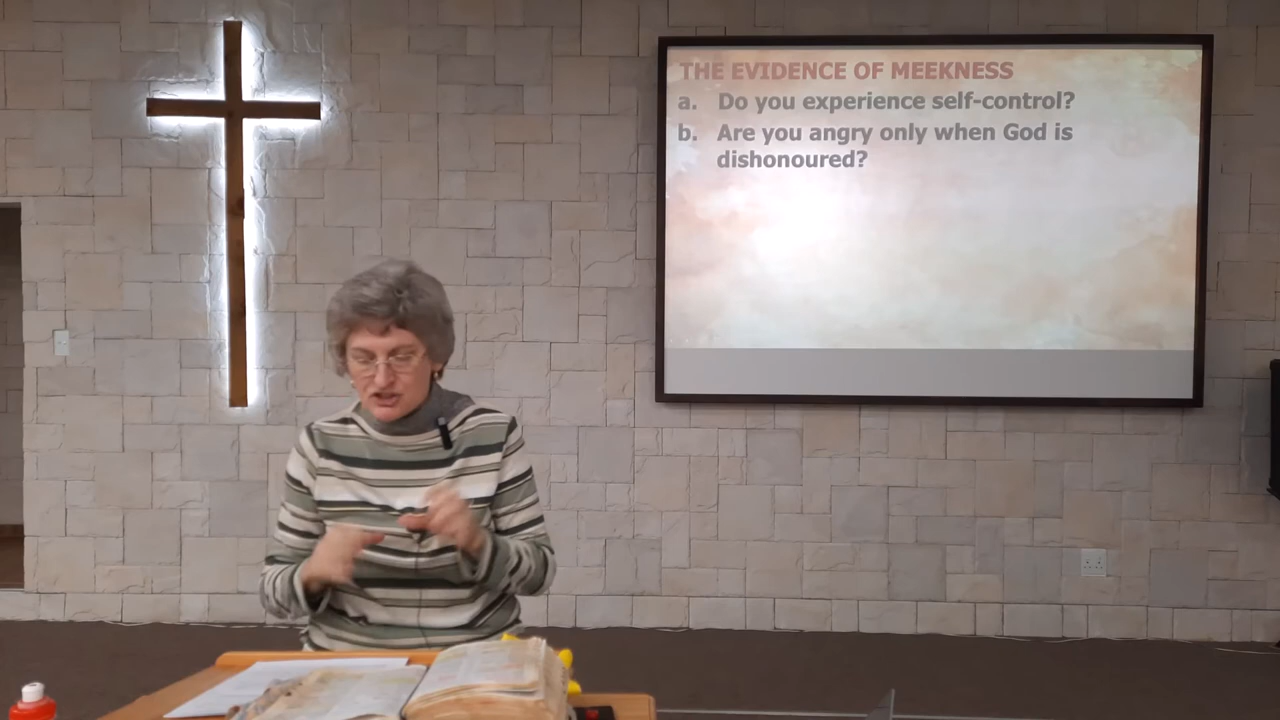 THE EVIDENCE OF MEEKNESS
a. Do you experience self-control?
b. Are you angry only when God is
dishonoured?